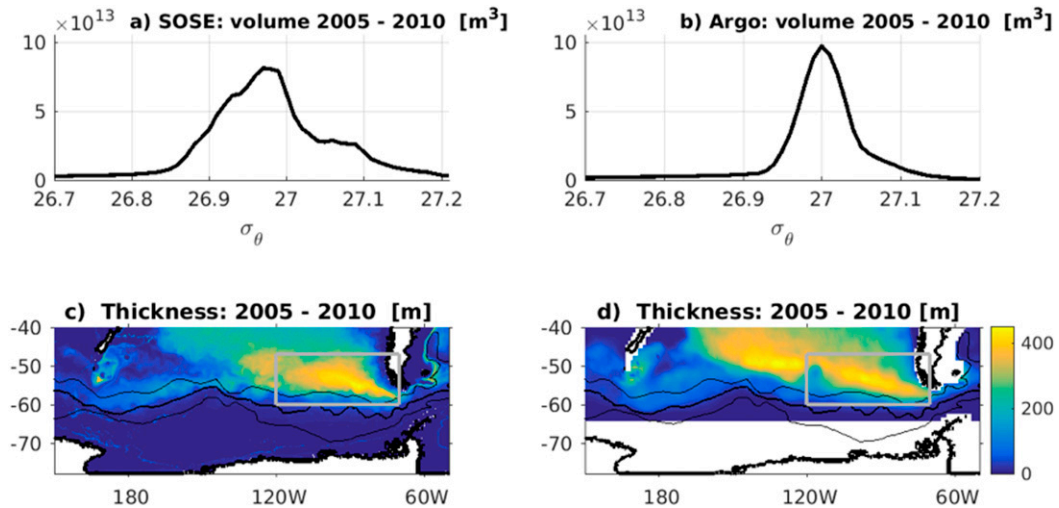 a) SOSE: volume 2005 - 2010 [m³]
×10¹³
10
5
0
26.7 26.8 26.9 27 27.1 27.2
σ_θ
b) Argo: volume 2005 - 2010 [m³]
×10¹³
10
5
0
26.7 26.8 26.9 27 27.1 27.2
σ_θ
c) Thickness: 2005 - 2010 [m]
-40
-50
-60
-70
180 120W 60W
d) Thickness: 2005 - 2010 [m]
-40
-50
-60
-70
180 120W 60W
400
200
0